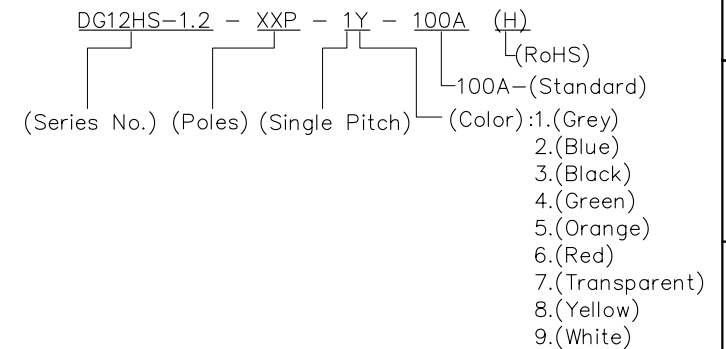 DG12HS-1.2 - XXP - 1Y - 100A (H)
(RoHS)
100A-(Standard)
(Series No.) (Poles) (Single Pitch) (Color):1.(Grey)
2.(Blue)
3.(Black)
4.(Green)
5.(Orange)
6.(Red)
7.(Transparent)
8.(Yellow)
9.(White)